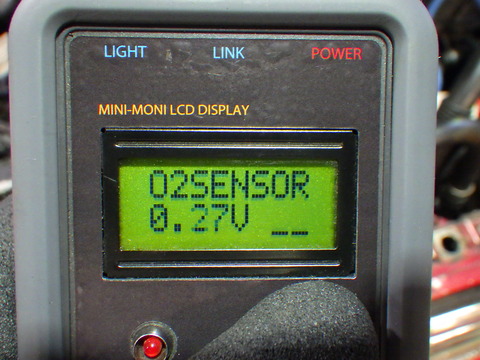 LIGHT LINK POWER
MINI-MONI LCD DISPLAY
O2SENSOR
0.27V __